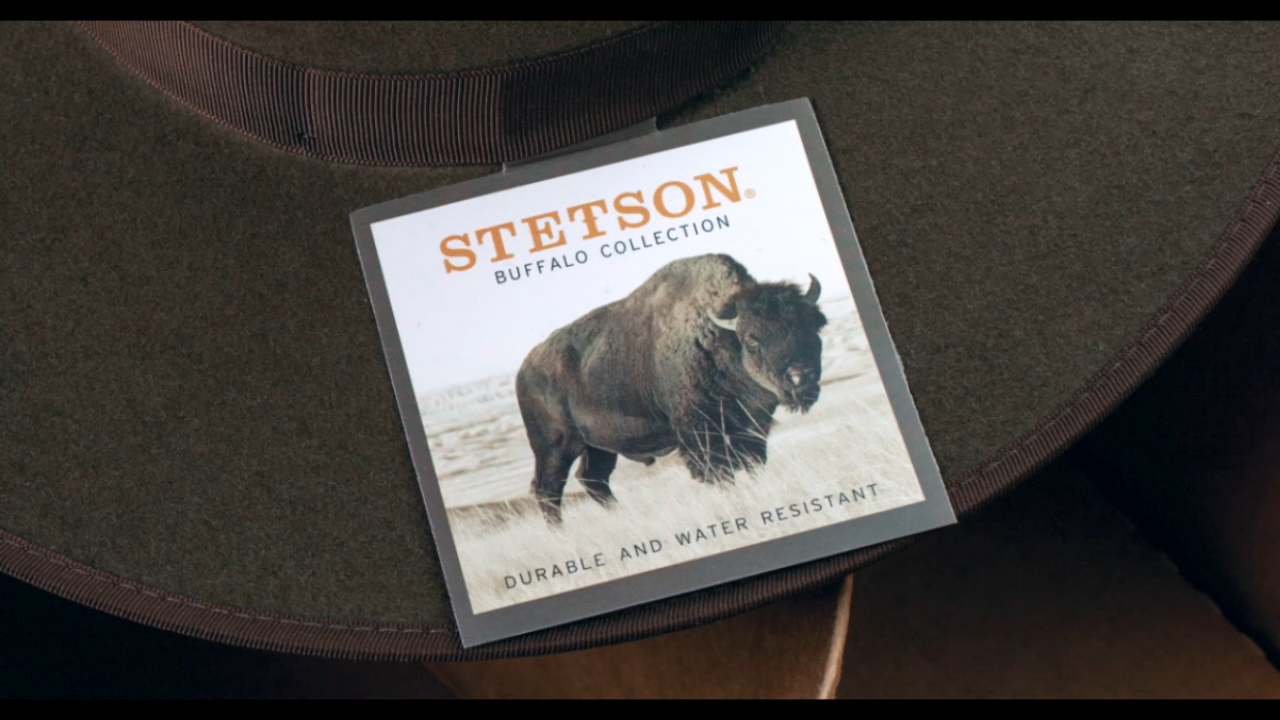 STETSON®
BUFFALO COLLECTION
DURABLE AND WATER RESISTANT